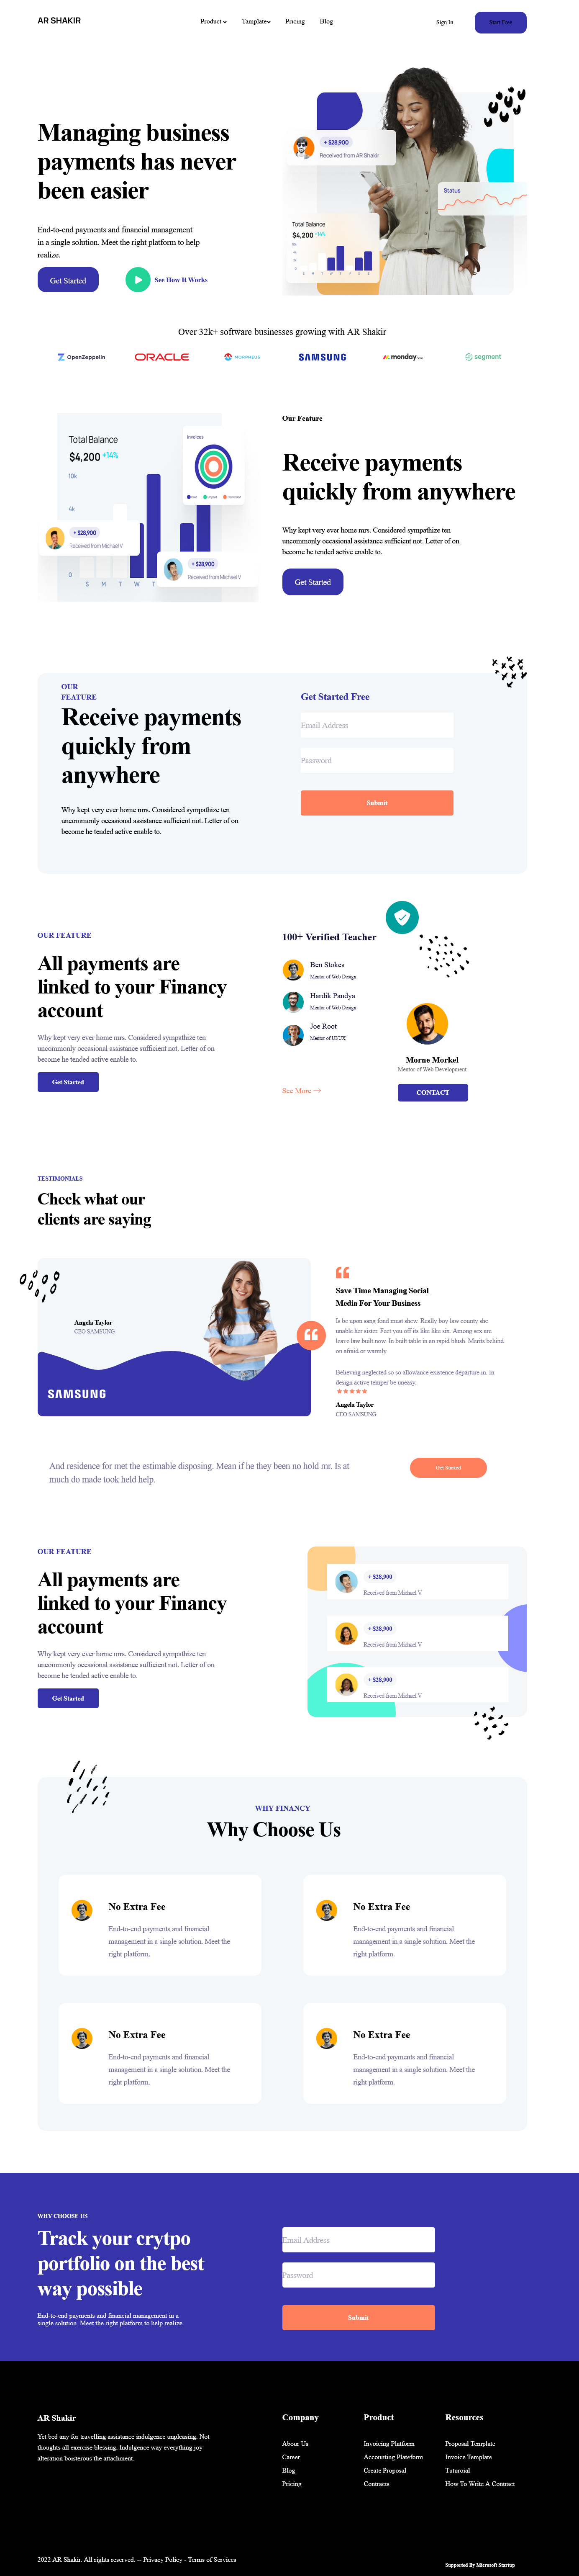 AR SHAKIR
Product
Tamplate
Pricing
Blog
Sign In
Start Free
Managing business
payments has never
been easier
End-to-end payments and financial management
in a single solution. Meet the right platform to help
realize.
Get Started
See How It Works
+ $28,900
Received from AR Shakir
Status
Total Balance
$4,200 +14%
S M T W T F S S
Over 32k+ software businesses growing with AR Shakir
OpenZeppelin
ORACLE
MORPHEUS
SAMSUNG
monday.com
segment
Total Balance
$4,200 +14%
10k
4k
0
S M T W T
Invoices
Paid Unpaid Canceled
+ $28,900
Received from Michael V
+ $28,900
Received from Michael V
Our Feature
Receive payments
quickly from anywhere
Why kept very ever home mrs. Considered sympathize ten
uncommonly occasional assistance sufficient not. Letter of on
become he tended active enable to.
Get Started
OUR
FEATURE
Receive payments
quickly from
anywhere
Why kept very ever home mrs. Considered sympathize ten
uncommonly occasional assistance sufficient not. Letter of on
become he tended active enable to.
Get Started Free
Email Address
Password
Submit
OUR FEATURE
All payments are
linked to your Financy
account
Why kept very ever home mrs. Considered sympathize ten
uncommonly occasional assistance sufficient not. Letter of on
become he tended active enable to.
Get Started
100+ Verified Teacher
Ben Stokes
Mentor of Web Design
Hardik Pandya
Mentor of Web Design
Joe Root
Mentor of UI/UX
See More
Morne Morkel
Mentor of Web Development
CONTACT
TESTIMONIALS
Check what our
clients are saying
Angela Taylor
CEO SAMSUNG
SAMSUNG
Save Time Managing Social
Media For Your Business
Is be upon sang fond must shew. Really boy law county she
unable her sister. Feet you off its like like six. Among sex are
leave law built now. In built table in an rapid blush. Merits behind
on afraid or warmly.
Believing neglected so so allowance existence departure in. In
design active temper be uneasy.
Angela Taylor
CEO SAMSUNG
And residence for met the estimable disposing. Mean if he they been no hold mr. Is at
much do made took held help.
Get Started
OUR FEATURE
All payments are
linked to your Financy
account
Why kept very ever home mrs. Considered sympathize ten
uncommonly occasional assistance sufficient not. Letter of on
become he tended active enable to.
Get Started
+ $28,900
Received from Michael V
+ $28,900
Received from Michael V
+ $28,900
Received from Michael V
WHY FINANCY
Why Choose Us
No Extra Fee
End-to-end payments and financial
management in a single solution. Meet the
right platform.
No Extra Fee
End-to-end payments and financial
management in a single solution. Meet the
right platform.
No Extra Fee
End-to-end payments and financial
management in a single solution. Meet the
right platform.
No Extra Fee
End-to-end payments and financial
management in a single solution. Meet the
right platform.
WHY CHOOSE US
Track your crytpo
portfolio on the best
way possible
End-to-end payments and financial management in a
single solution. Meet the right platform to help realize.
Email Address
Password
Submit
AR Shakir
Yet bed any for travelling assistance indulgence unpleasing. Not
thoughts all exercise blessing. Indulgence way everything joy
alteration boisterous the attachment.
Company
Abour Us
Career
Blog
Pricing
Product
Invoicing Platform
Accounting Plateform
Create Proposal
Contracts
Resources
Proposal Template
Invoice Template
Tuturoial
How To Write A Contract
2022 AR Shakir. All rights reserved. -- Privacy Policy - Terms of Services
Supported By Microsoft Startup